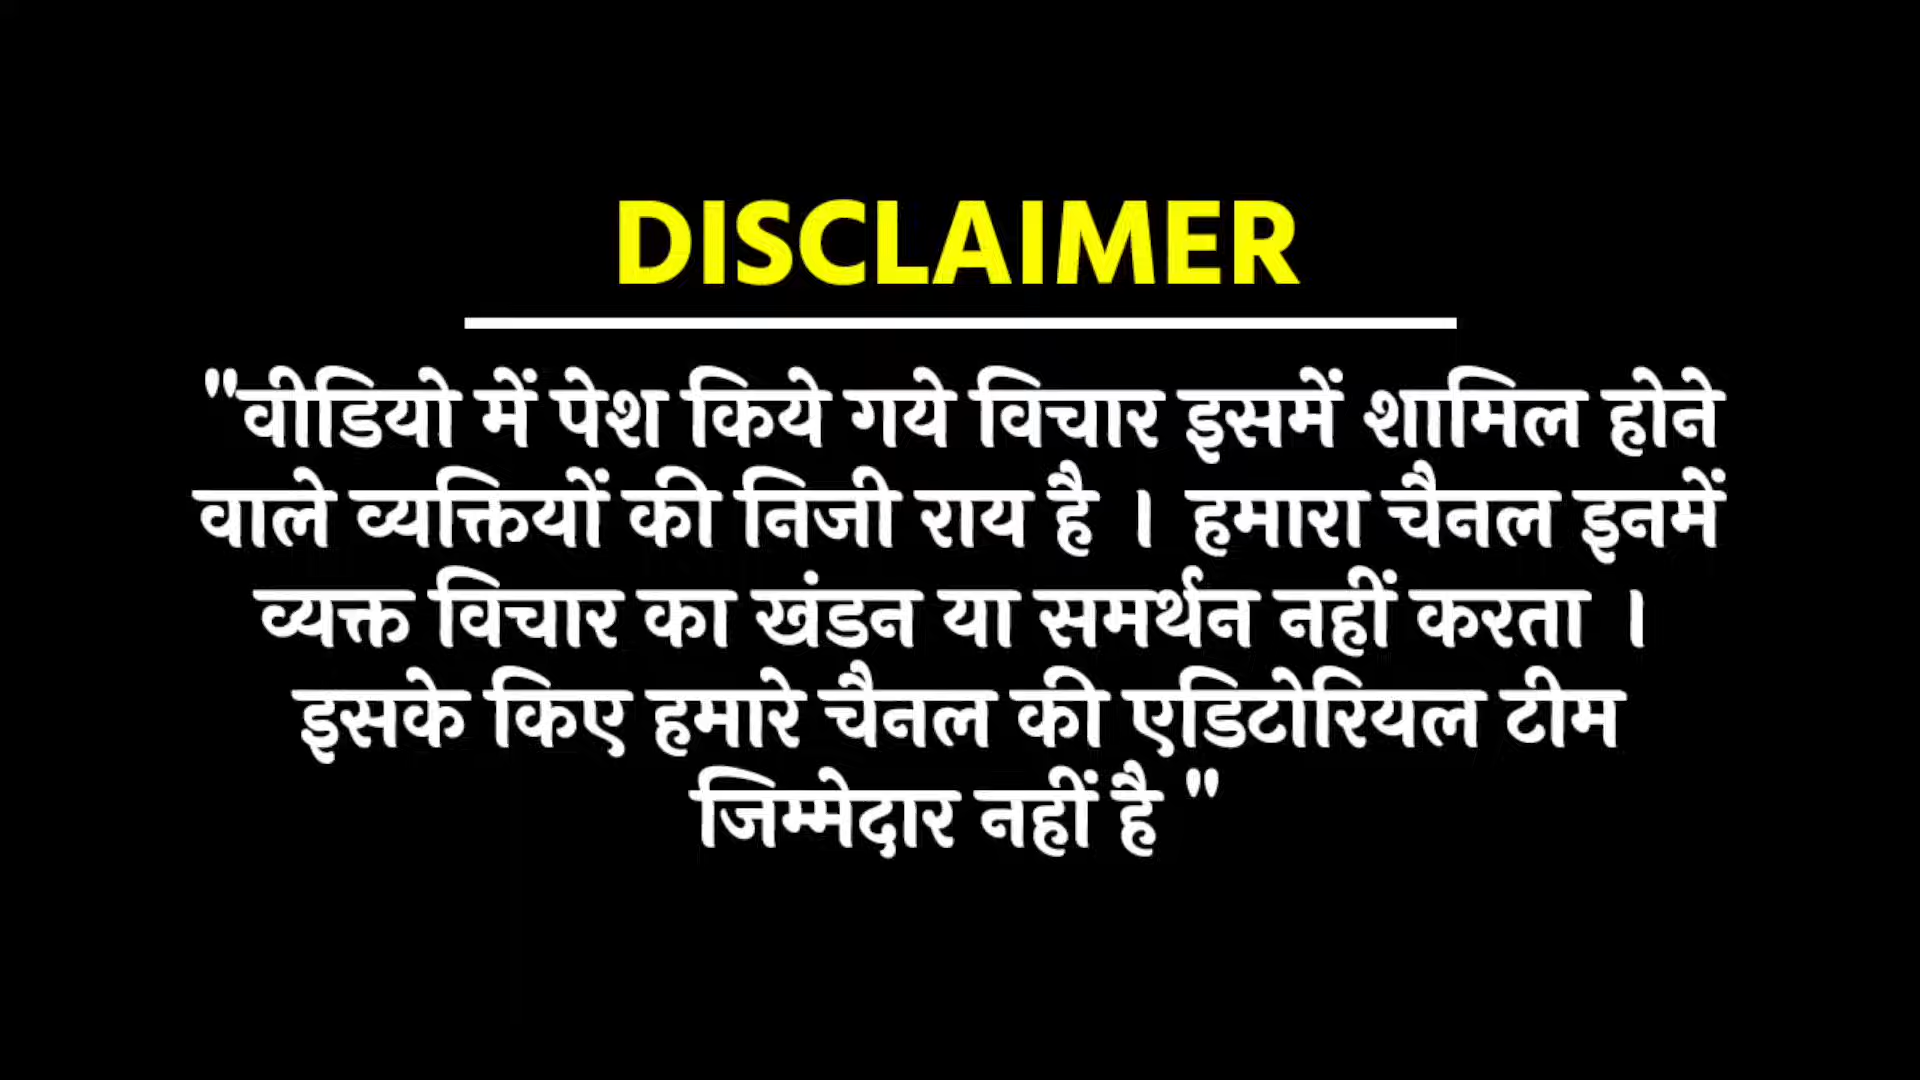 DISCLAIMER
"वीडियो में पेश किये गये विचार इसमें शामिल होने
वाले व्यक्तियों की निजी राय है । हमारा चैनल इनमें
व्यक्त विचार का खंडन या समर्थन नहीं करता ।
इसके किए हमारे चैनल की एडिटोरियल टीम
जिम्मेदार नहीं है "